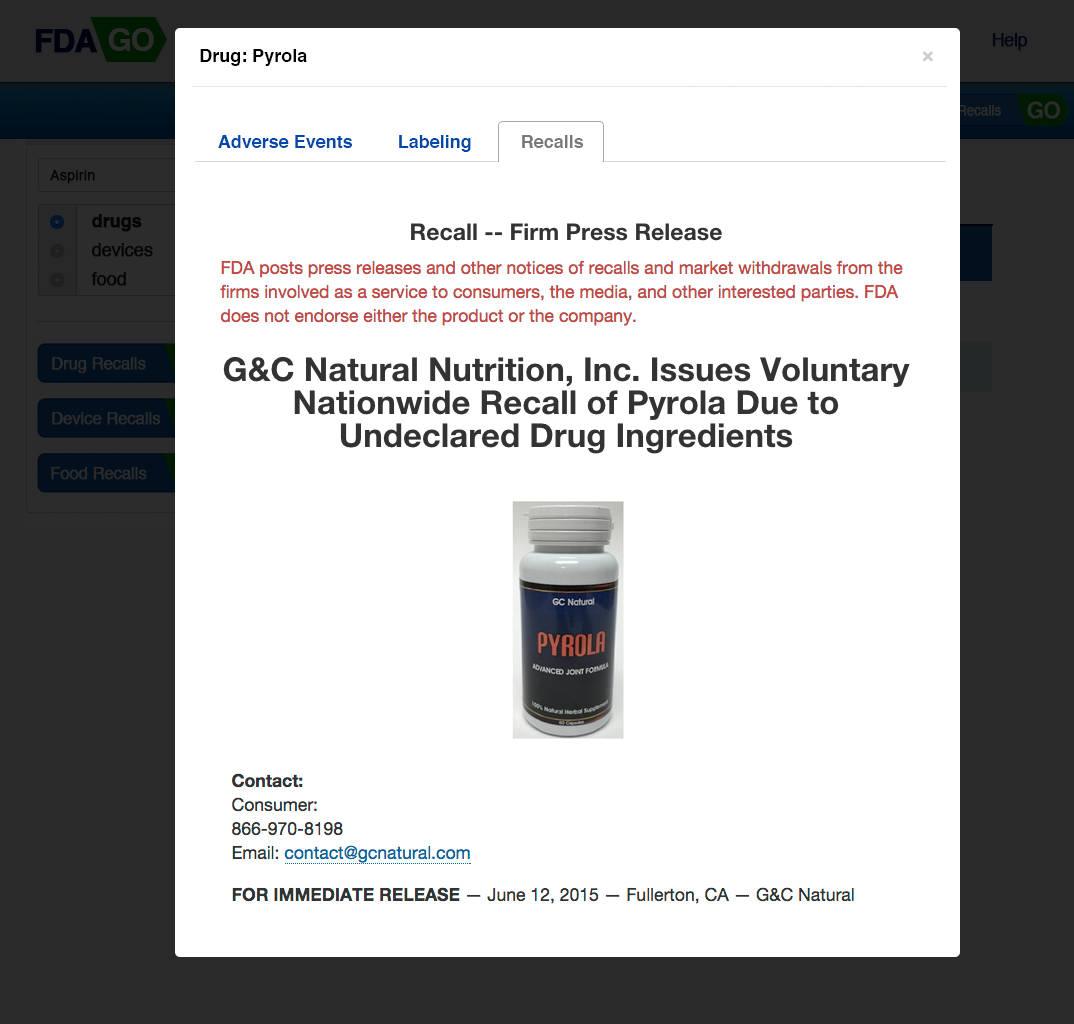 FDA GO
Help
Recalls GO
Aspirin
drugs
devices
food
Drug Recalls
Device Recalls
Food Recalls
Drug: Pyrola
×
Adverse Events
Labeling
Recalls
Recall -- Firm Press Release
FDA posts press releases and other notices of recalls and market withdrawals from the
firms involved as a service to consumers, the media, and other interested parties. FDA
does not endorse either the product or the company.
G&C Natural Nutrition, Inc. Issues Voluntary
Nationwide Recall of Pyrola Due to
Undeclared Drug Ingredients
GC Natural
PYROLA
ADVANCED JOINT FORMULA
100% Natural Herbal Supplement
60 Capsules
Contact:
Consumer:
866-970-8198
Email: contact@gcnatural.com
FOR IMMEDIATE RELEASE — June 12, 2015 — Fullerton, CA — G&C Natural